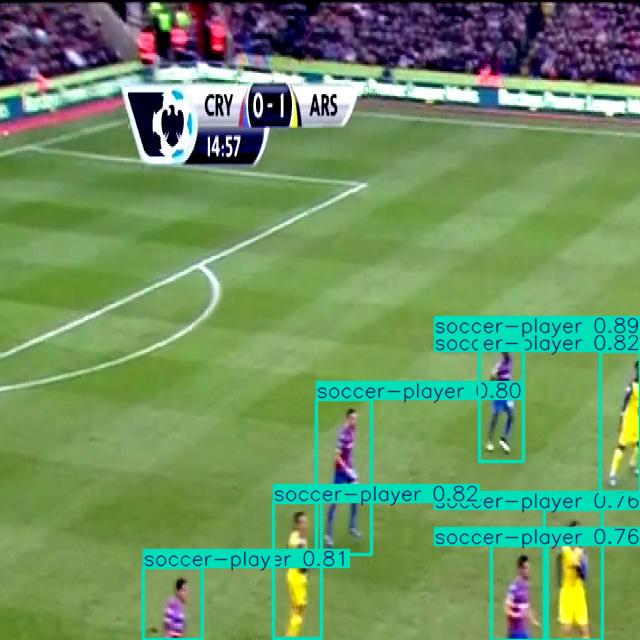 CRY 0-1 ARS
14:57
soccer-player 0.89
soccer-player 0.82
soccer-player 0.80
soccer-player 0.82
soccer-player 0.76
soccer-player 0.76
soccer-player 0.81